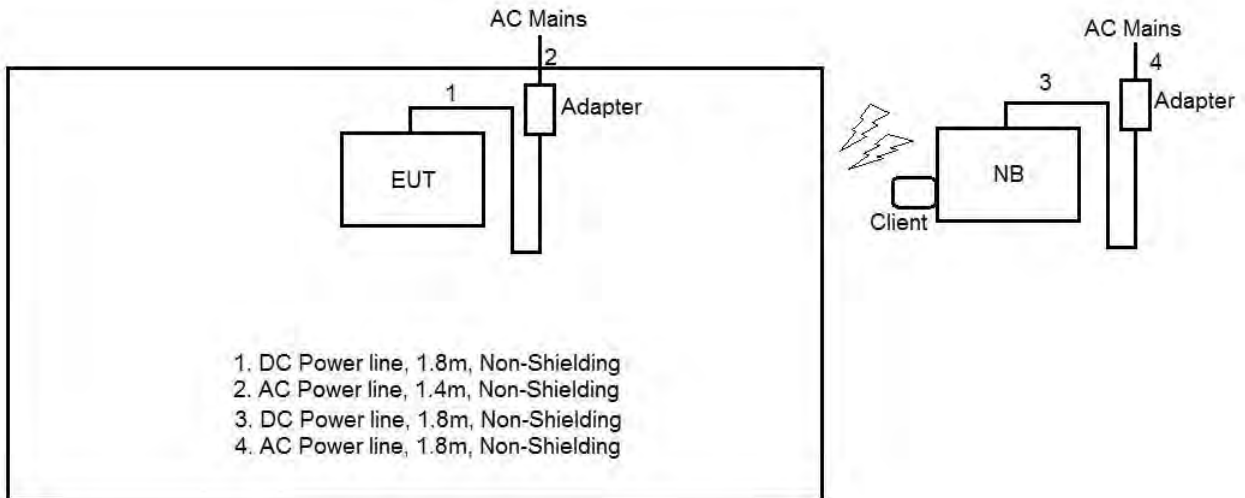 AC Mains
2
1
Adapter
EUT
AC Mains
4
3
Adapter
NB
Client
1. DC Power line, 1.8m, Non-Shielding
2. AC Power line, 1.4m, Non-Shielding
3. DC Power line, 1.8m, Non-Shielding
4. AC Power line, 1.8m, Non-Shielding